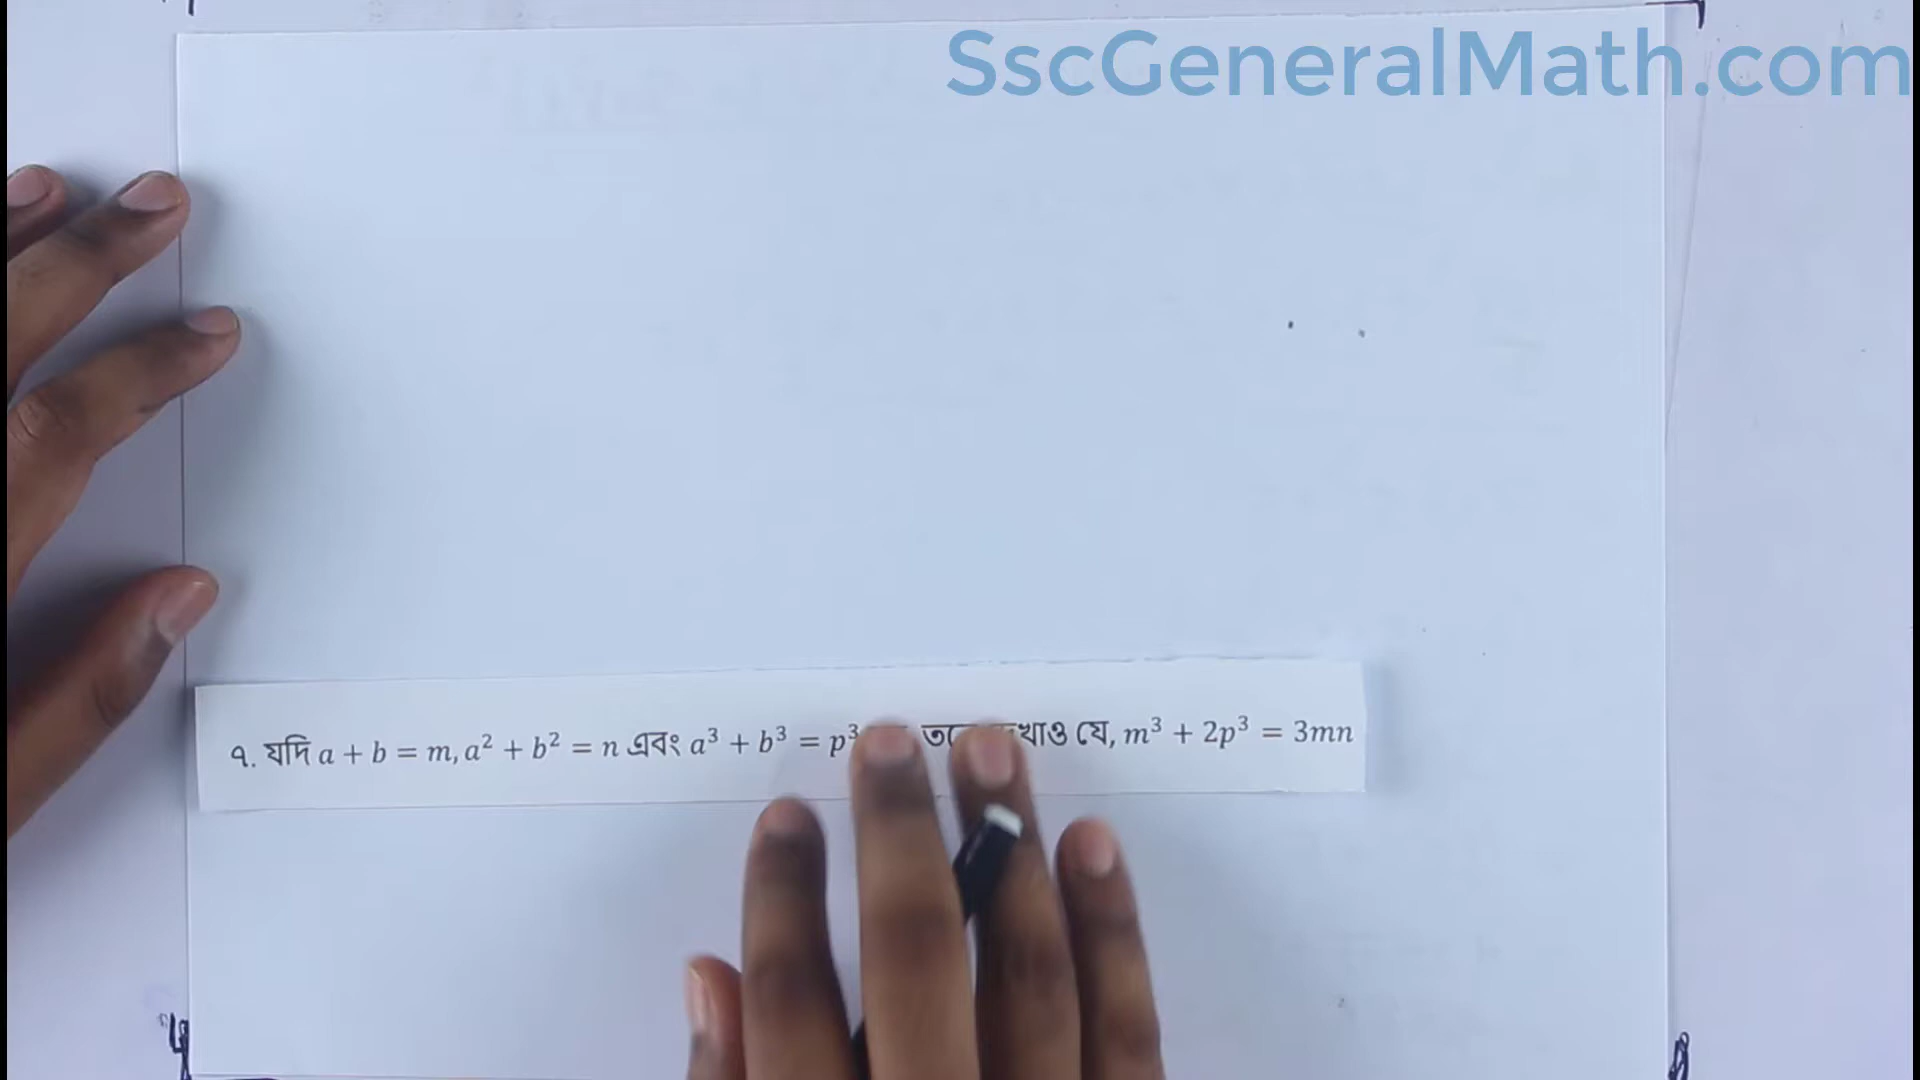 SscGeneralMath.com
৭. যদি a + b = m, a² + b² = n এবং a³ + b³ = p³ যে, m³ + 2p³ = 3mn